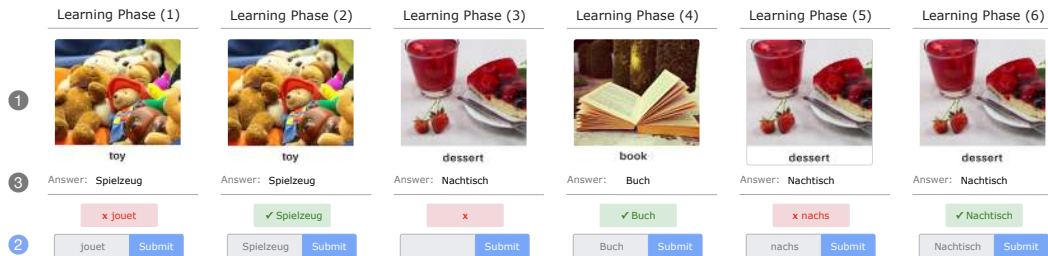 Learning Phase (1) Learning Phase (2) Learning Phase (3) Learning Phase (4) Learning Phase (5) Learning Phase (6)
1
toy toy dessert book dessert dessert
3 Answer: Spielzeug Answer: Spielzeug Answer: Nachtisch Answer: Buch Answer: Nachtisch Answer: Nachtisch
x jouet ✓ Spielzeug x ✓ Buch x nachs ✓ Nachtisch
2 jouet Submit Spielzeug Submit Submit Buch Submit nachs Submit Nachtisch Submit